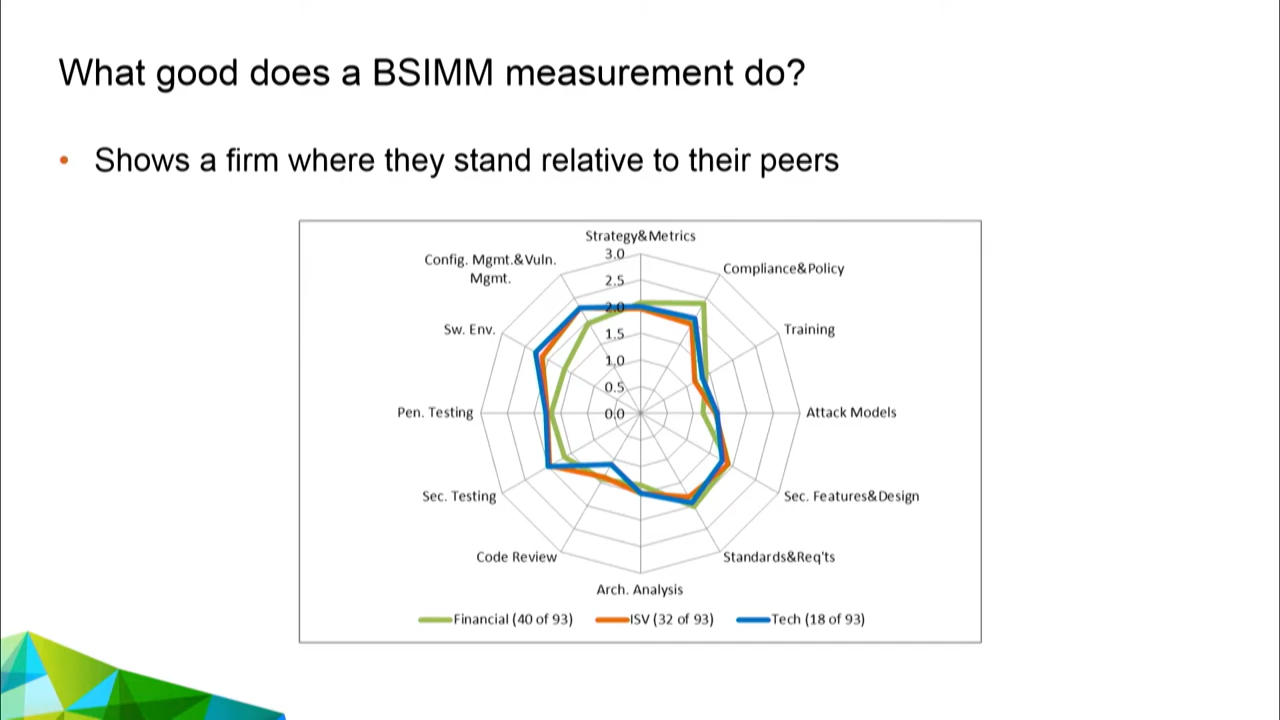 What good does a BSIMM measurement do?
• Shows a firm where they stand relative to their peers
Strategy&Metrics
Config. Mgmt.&Vuln.
Mgmt.
3.0
Compliance&Policy
2.5
2.0
Sw. Env.
1.5
Training
1.0
0.5
Pen. Testing
0.0
Attack Models
Sec. Testing
Sec. Features&Design
Code Review
Standards&Req'ts
Arch. Analysis
Financial (40 of 93) ISV (32 of 93) Tech (18 of 93)